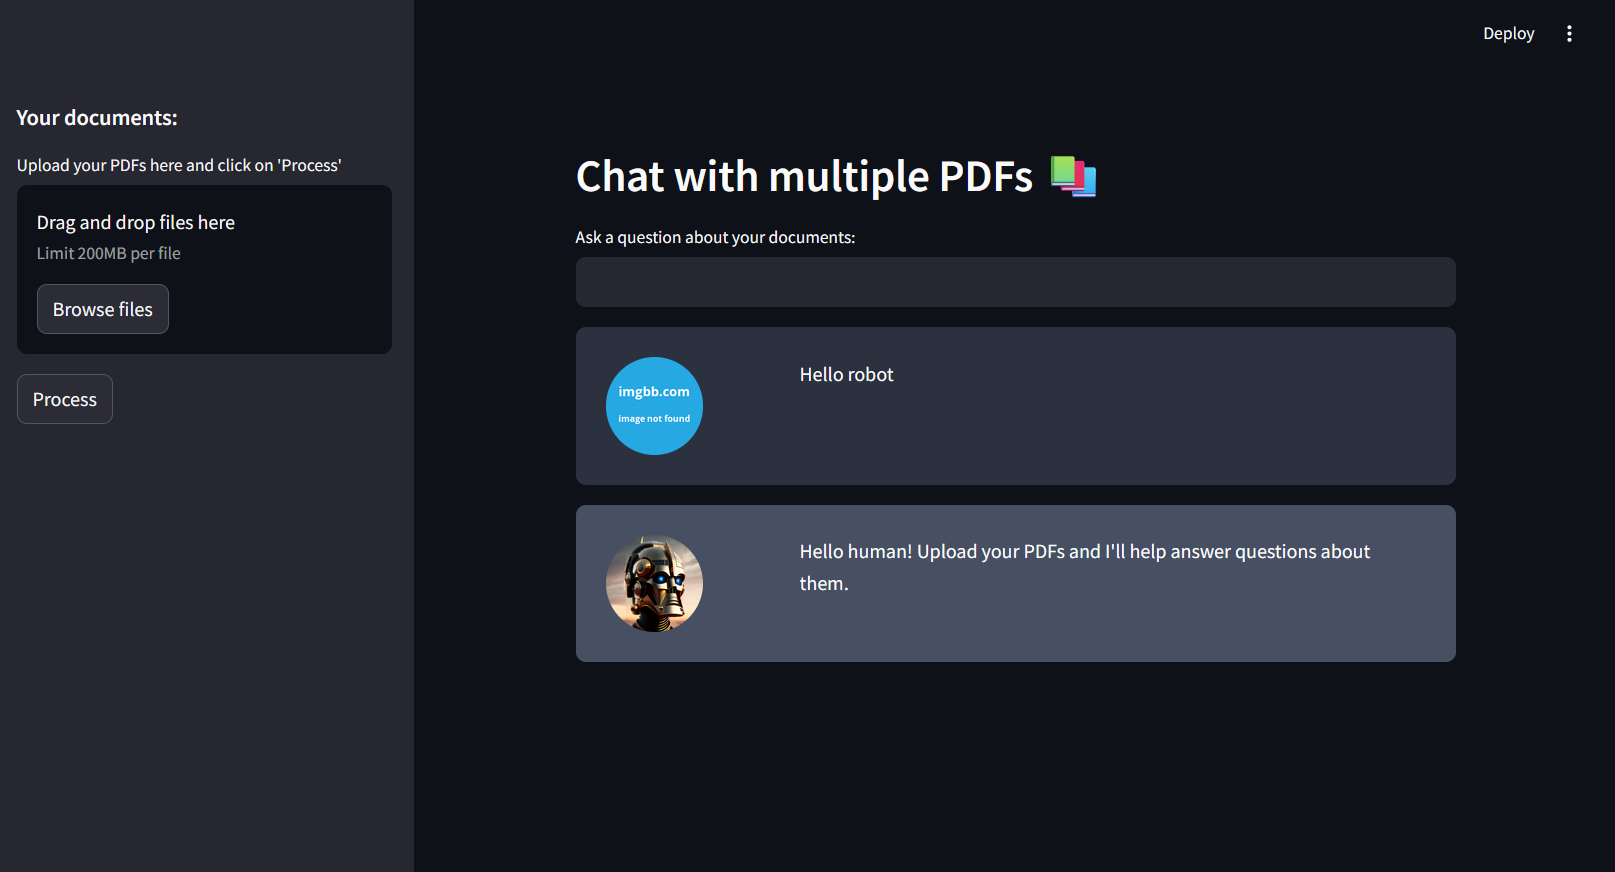 Deploy
Your documents:
Upload your PDFs here and click on 'Process'
Drag and drop files here
Limit 200MB per file
Browse files
Process
Chat with multiple PDFs
Ask a question about your documents:
imgbb.com
image not found
Hello robot
Hello human! Upload your PDFs and I'll help answer questions about
them.